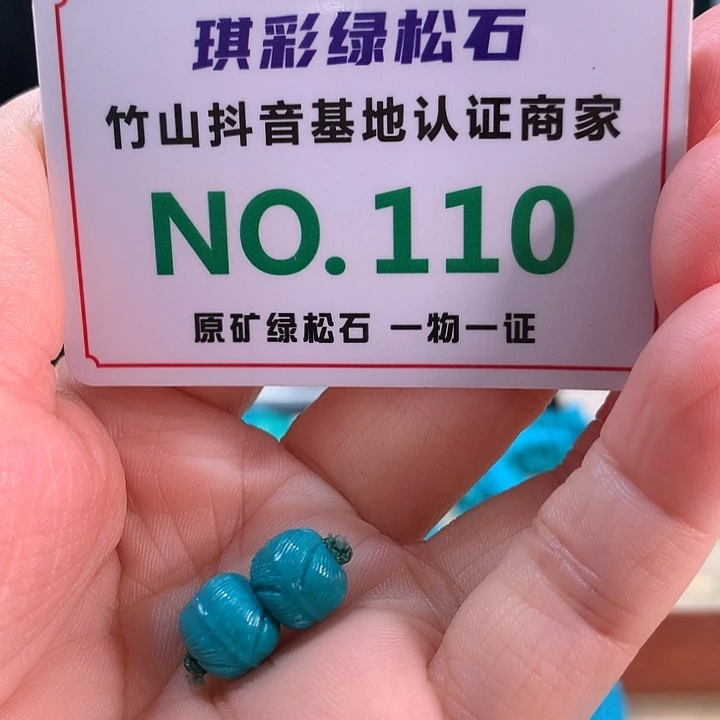 琪彩绿松石
竹山抖音基地认证商家
NO.110
原矿绿松石 一物一证